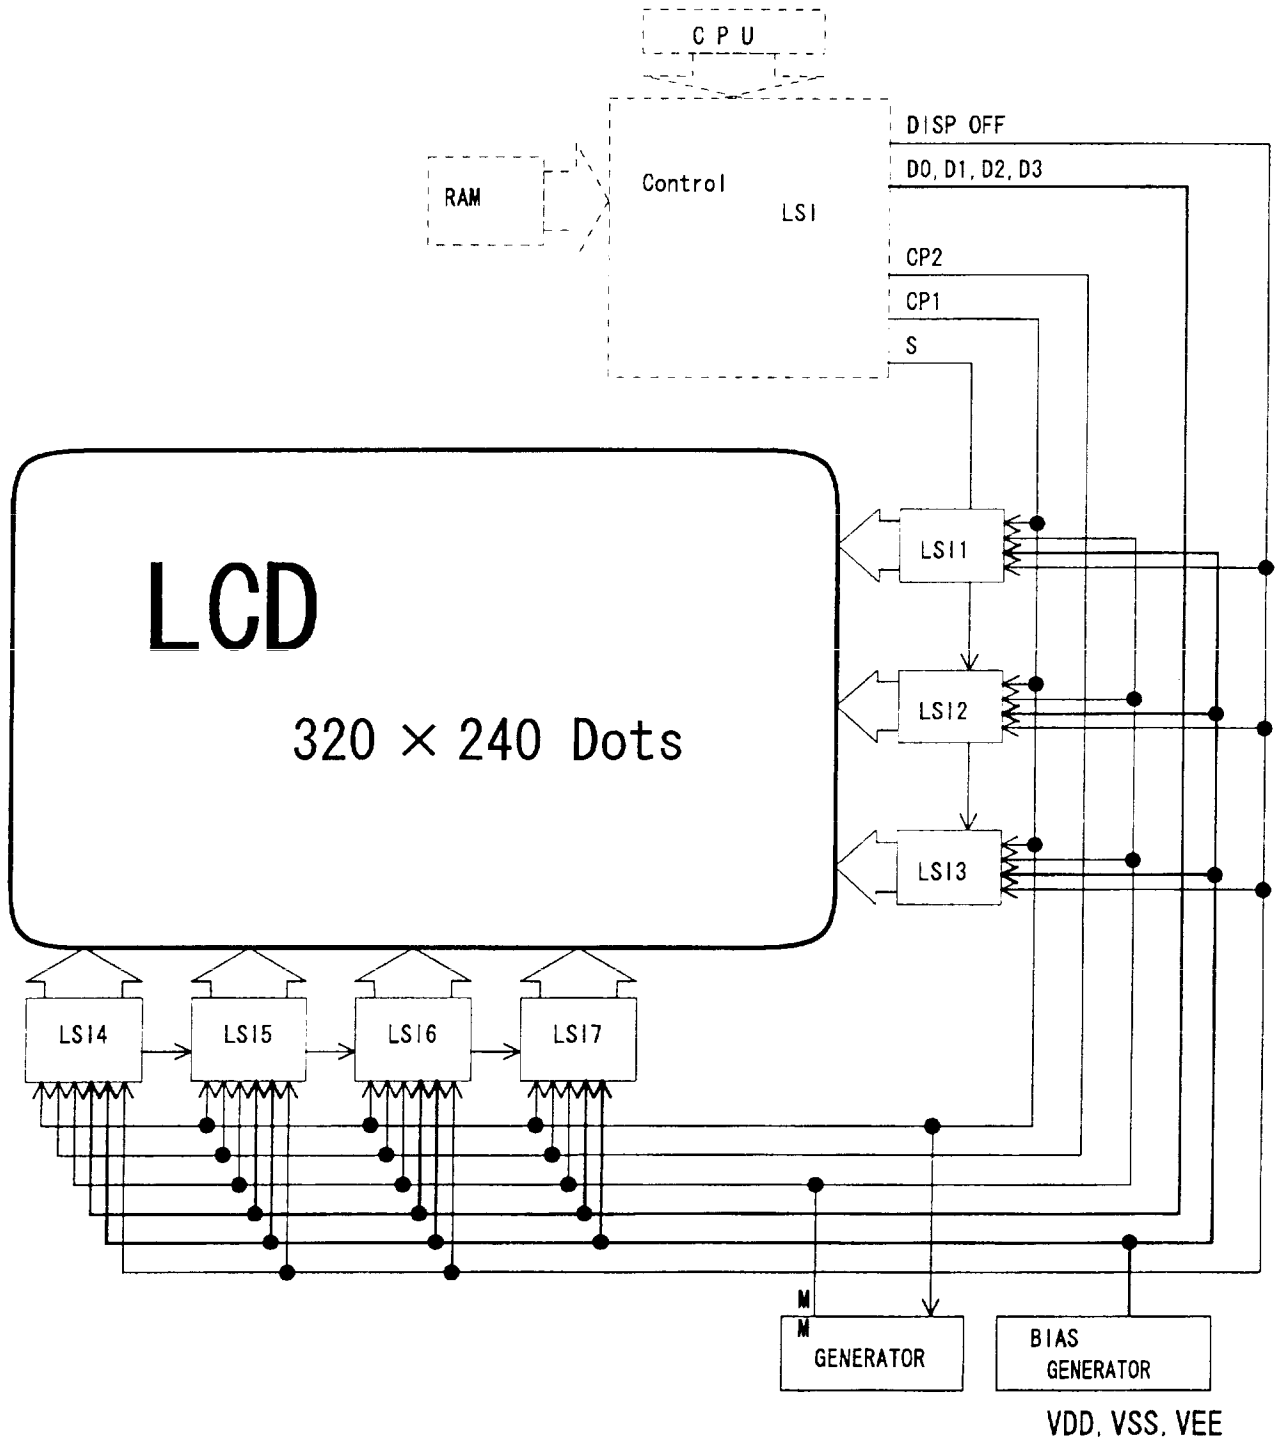 CPU
DISP OFF
D0, D1, D2, D3
RAM
Control
LSI
CP2
CP1
S
LCD
320 × 240 Dots
LSI1
LSI2
LSI3
LSI4
LSI5
LSI6
LSI7
M
M
GENERATOR
BIAS
GENERATOR
VDD, VSS, VEE